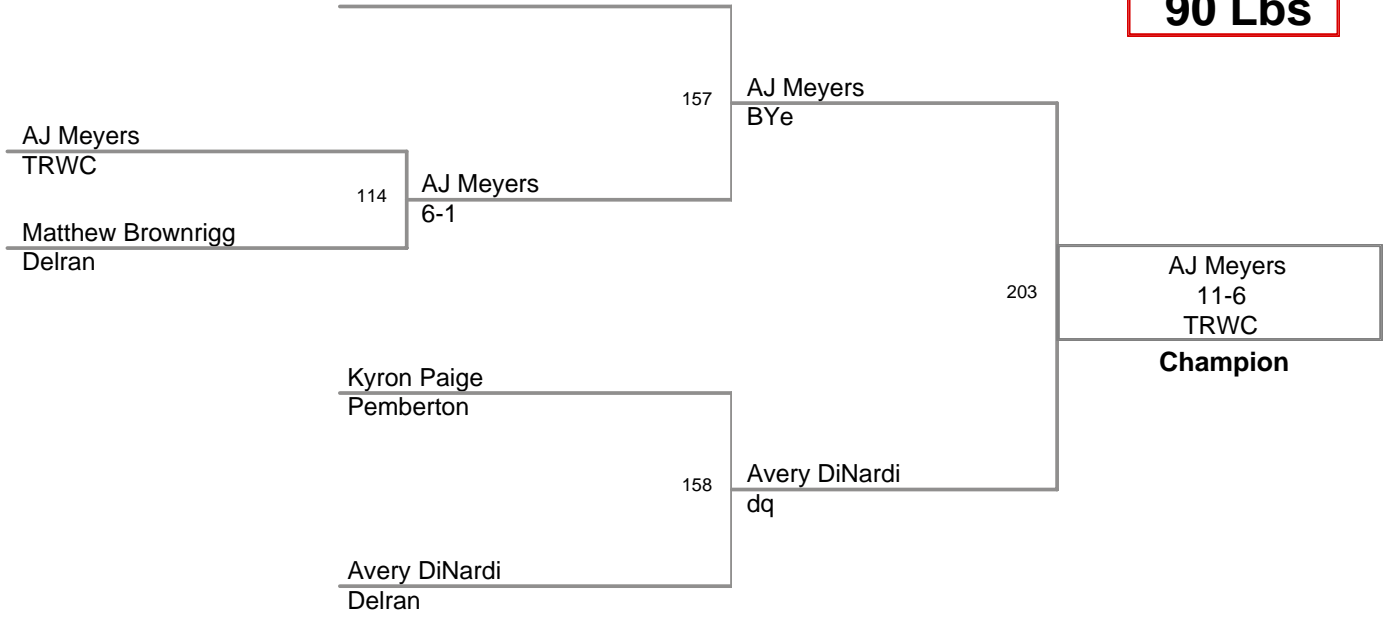 90 Lbs
157
AJ Meyers
BYe
AJ Meyers
TRWC
114
AJ Meyers
6-1
Matthew Brownrigg
Delran
203
AJ Meyers
11-6
TRWC
Champion
Kyron Paige
Pemberton
158
Avery DiNardi
dq
Avery DiNardi
Delran